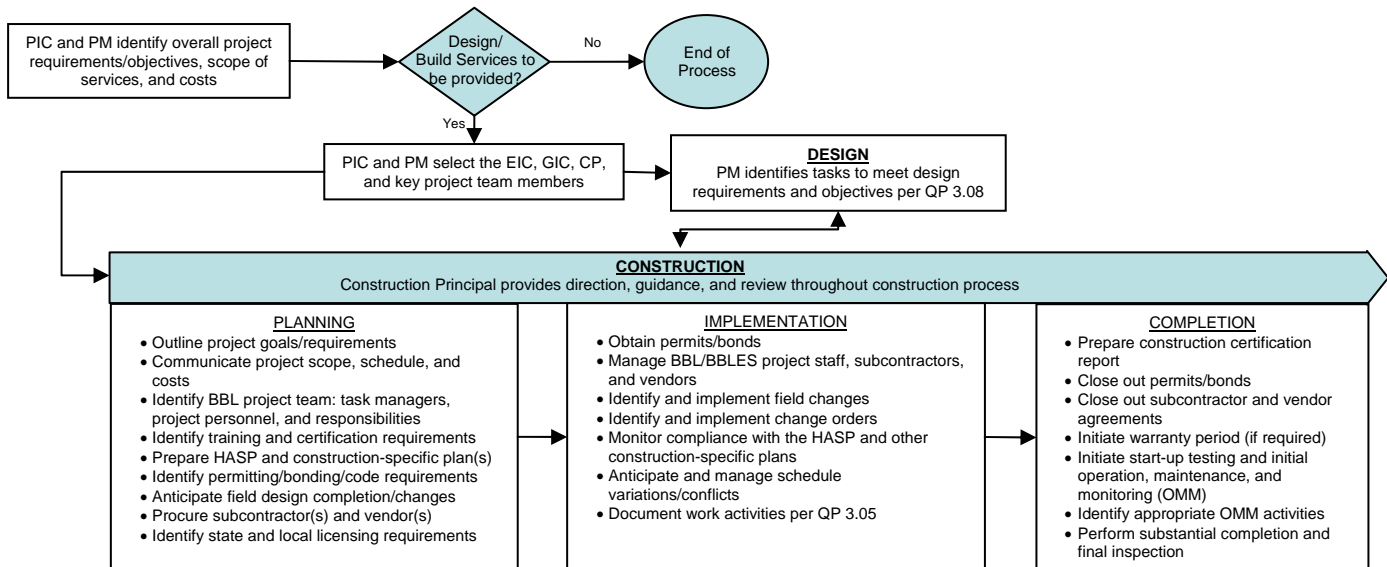 PIC and PM identify overall project
requirements/objectives, scope of
services, and costs
Design/
Build Services to
be provided?
No
End of
Process
Yes
PIC and PM select the EIC, GIC, CP,
and key project team members
DESIGN
PM identifies tasks to meet design
requirements and objectives per QP 3.08
CONSTRUCTION
Construction Principal provides direction, guidance, and review throughout construction process
PLANNING
• Outline project goals/requirements
• Communicate project scope, schedule, and
costs
• Identify BBL project team: task managers,
project personnel, and responsibilities
• Identify training and certification requirements
• Prepare HASP and construction-specific plan(s)
• Identify permitting/bonding/code requirements
• Anticipate field design completion/changes
• Procure subcontractor(s) and vendor(s)
• Identify state and local licensing requirements
IMPLEMENTATION
• Obtain permits/bonds
• Manage BBL/BBLES project staff, subcontractors,
and vendors
• Identify and implement field changes
• Identify and implement change orders
• Monitor compliance with the HASP and other
construction-specific plans
• Anticipate and manage schedule
variations/conflicts
• Document work activities per QP 3.05
COMPLETION
• Prepare construction certification
report
• Close out permits/bonds
• Close out subcontractor and vendor
agreements
• Initiate warranty period (if required)
• Initiate start-up testing and initial
operation, maintenance, and
monitoring (OMM)
• Identify appropriate OMM activities
• Perform substantial completion and
final inspection